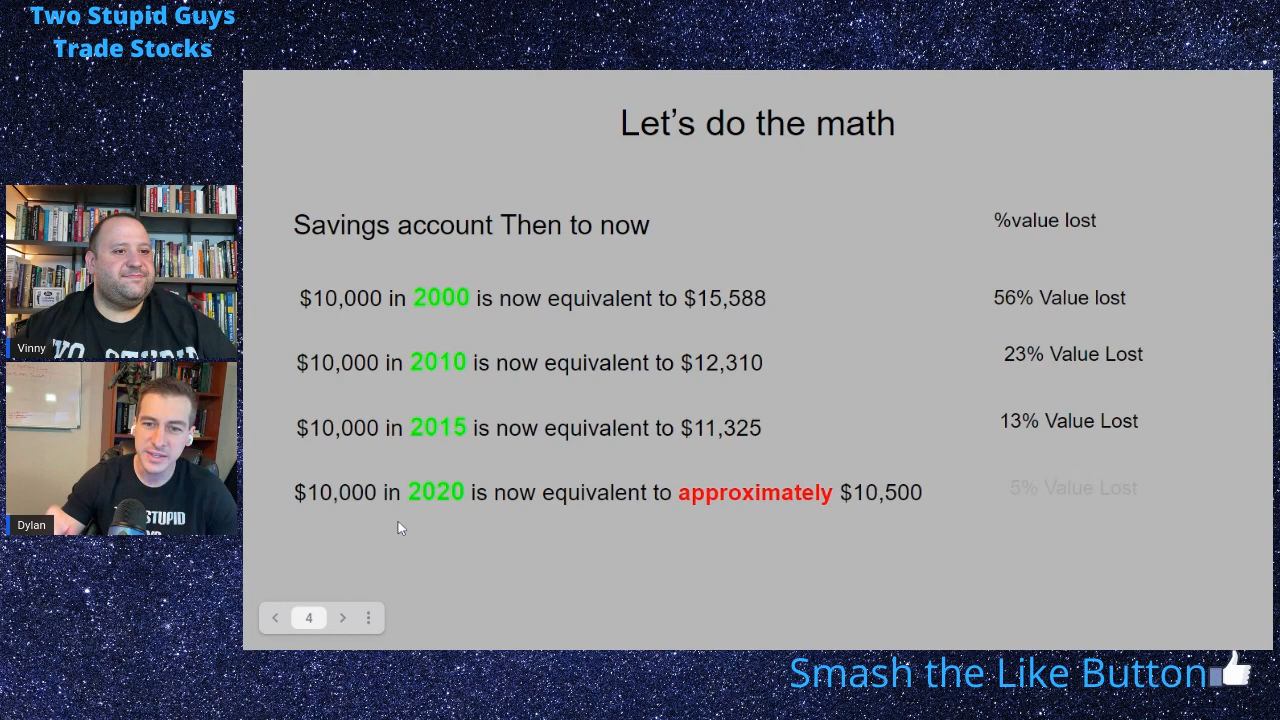 Two Stupid Guys
Trade Stocks
Let's do the math
Savings account Then to now
%value lost
$10,000 in 2000 is now equivalent to $15,588
56% Value lost
$10,000 in 2010 is now equivalent to $12,310
23% Value Lost
$10,000 in 2015 is now equivalent to $11,325
13% Value Lost
$10,000 in 2020 is now equivalent to approximately $10,500
5% Value Lost
Vinny
STUPID
Dylan
4
Smash the Like Button